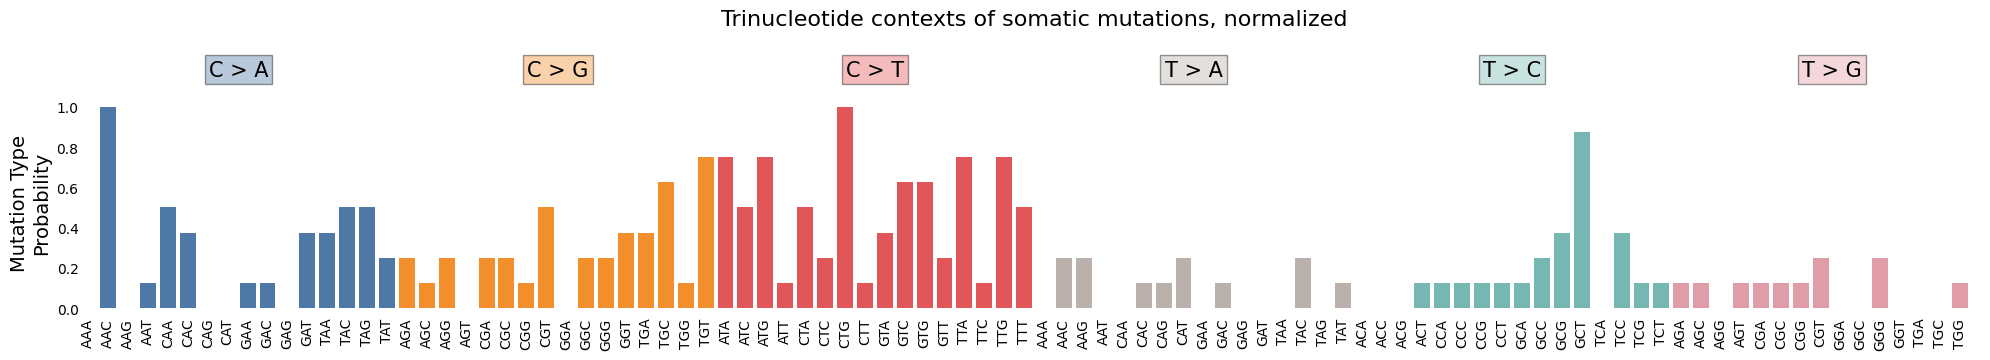 Trinucleotide contexts of somatic mutations, normalized
C > A
C > G
C > T
T > A
T > C
T > G
Mutation Type
Probability
1.0
0.8
0.6
0.4
0.2
0.0
AAA
AAC
AAG
AAT
CAA
CAC
CAG
CAT
GAA
GAC
GAG
GAT
TAA
TAC
TAG
TAT
AGA
AGC
AGG
AGT
CGA
CGC
CGG
CGT
GGA
GGC
GGG
GGT
TGA
TGC
TGG
TGT
ATA
ATC
ATG
ATT
CTA
CTC
CTG
CTT
GTA
GTC
GTG
GTT
TTA
TTC
TTG
TTT
AAA
AAC
AAG
AAT
CAA
CAC
CAG
CAT
GAA
GAC
GAG
GAT
TAA
TAC
TAG
TAT
ACA
ACC
ACG
ACT
CCA
CCC
CCG
CCT
GCA
GCC
GCG
GCT
TCA
TCC
TCG
TCT
AGA
AGC
AGG
AGT
CGA
CGC
CGG
CGT
GGA
GGC
GGG
GGT
TGA
TGC
TGG